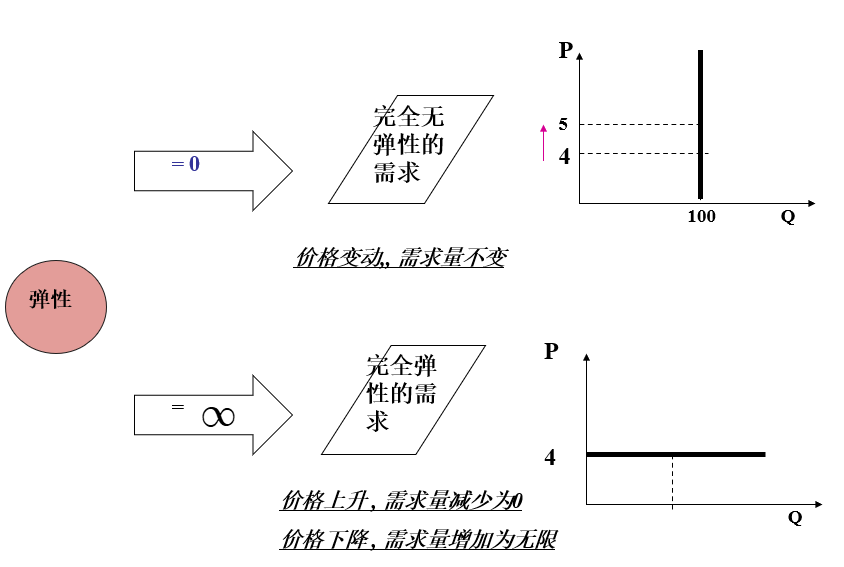 弹性
= 0
完全无
弹性的
需求
P
5
4
100
Q
价格变动,, 需求量不变
= ∞
完全弹
性的需
求
P
4
Q
价格上升, 需求量减少为0
价格下降, 需求量增加为无限